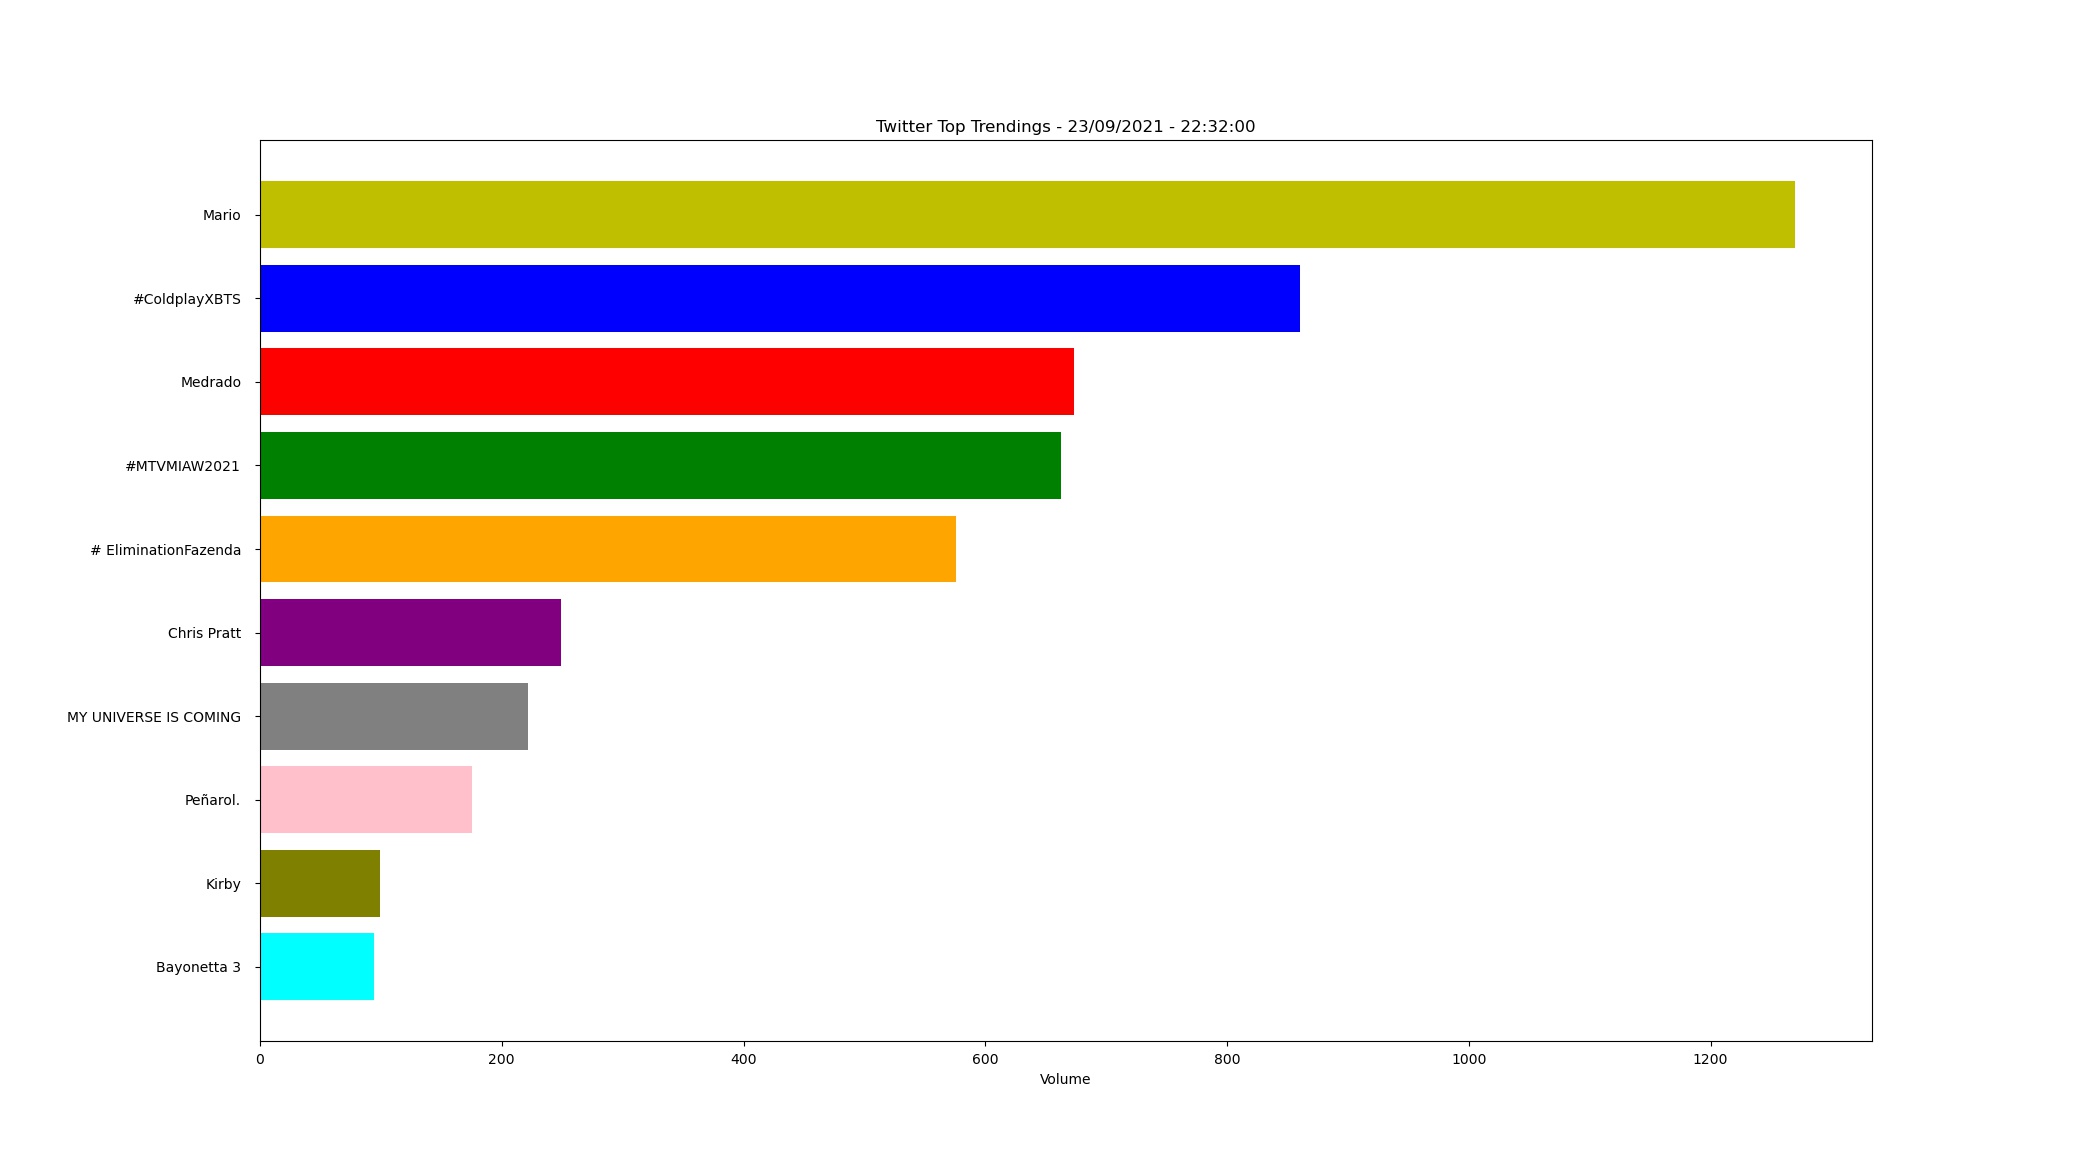 Twitter Top Trendings - 23/09/2021 - 22:32:00
Mario
#ColdplayXBTS
Medrado
#MTVMIAW2021
# EliminationFazenda
Chris Pratt
MY UNIVERSE IS COMING
Peñarol.
Kirby
Bayonetta 3
0 200 400 600 800 1000 1200
Volume